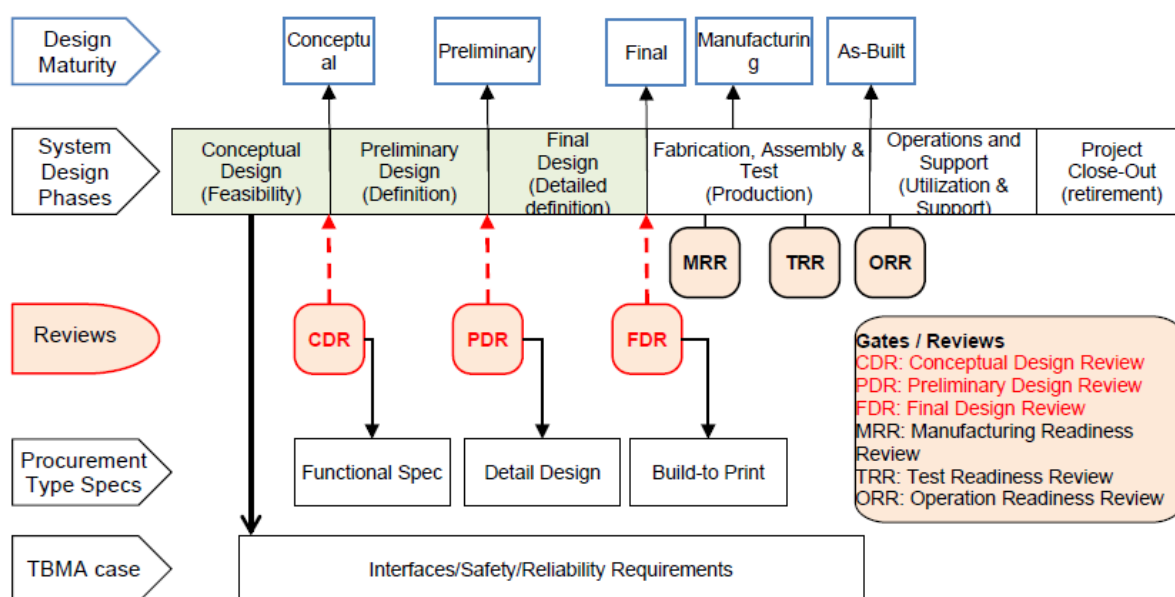 Design
Maturity
Conceptu
al
Preliminary
Final
Manufacturin
g
As-Built
System
Design
Phases
Conceptual
Design
(Feasibility)
Preliminary
Design
(Definition)
Final
Design
(Detailed
definition)
Fabrication, Assembly &
Test
(Production)
Operations and
Support
(Utilization &
Support)
Project
Close-Out
(retirement)
MRR
TRR
ORR
Reviews
CDR
PDR
FDR
Gates / Reviews
CDR: Conceptual Design Review
PDR: Preliminary Design Review
FDR: Final Design Review
MRR: Manufacturing Readiness
Review
TRR: Test Readiness Review
ORR: Operation Readiness Review
Procurement
Type Specs
Functional Spec
Detail Design
Build-to Print
TBMA case
Interfaces/Safety/Reliability Requirements